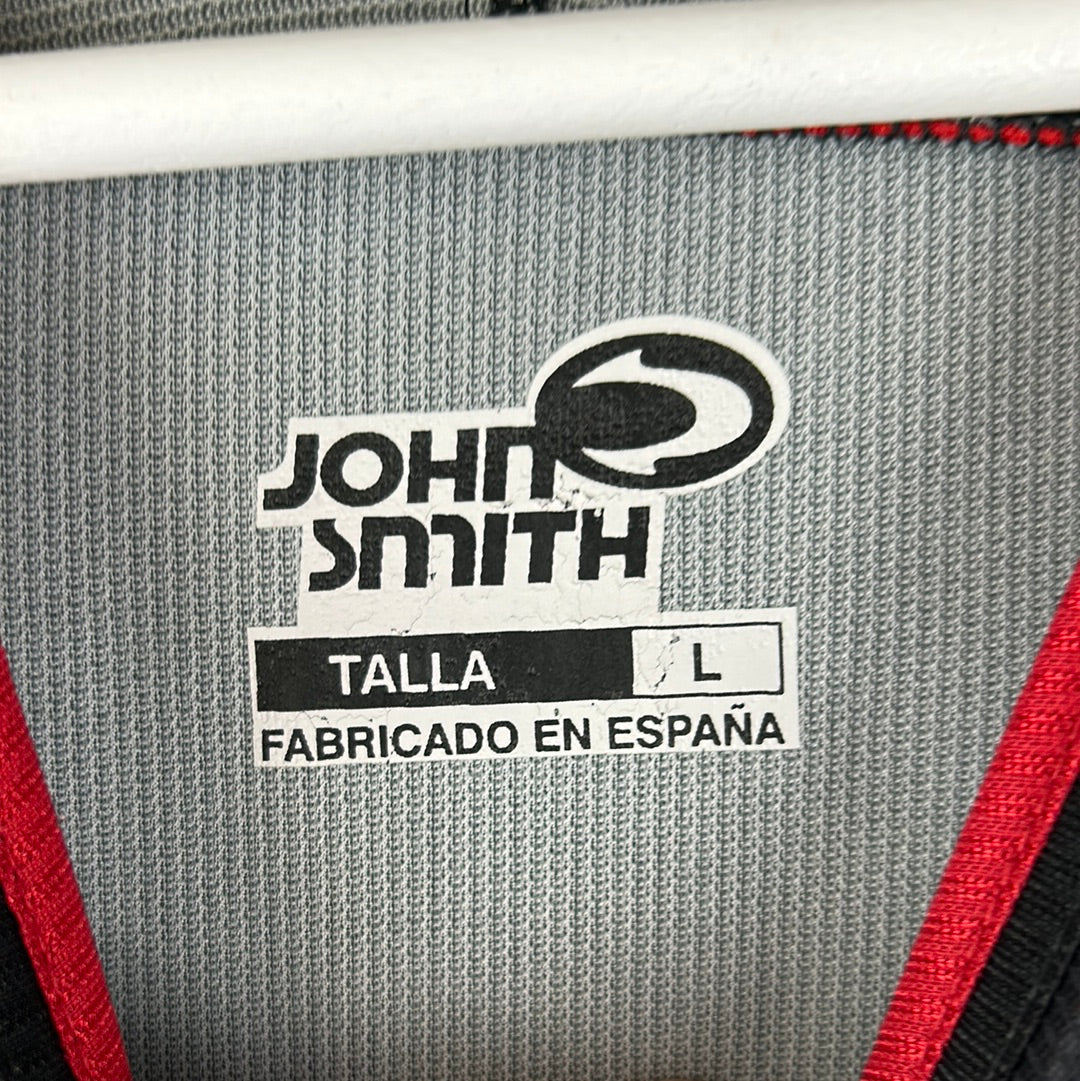 JOHN
SMITH
TALLA L
FABRICADO EN ESPAÑA